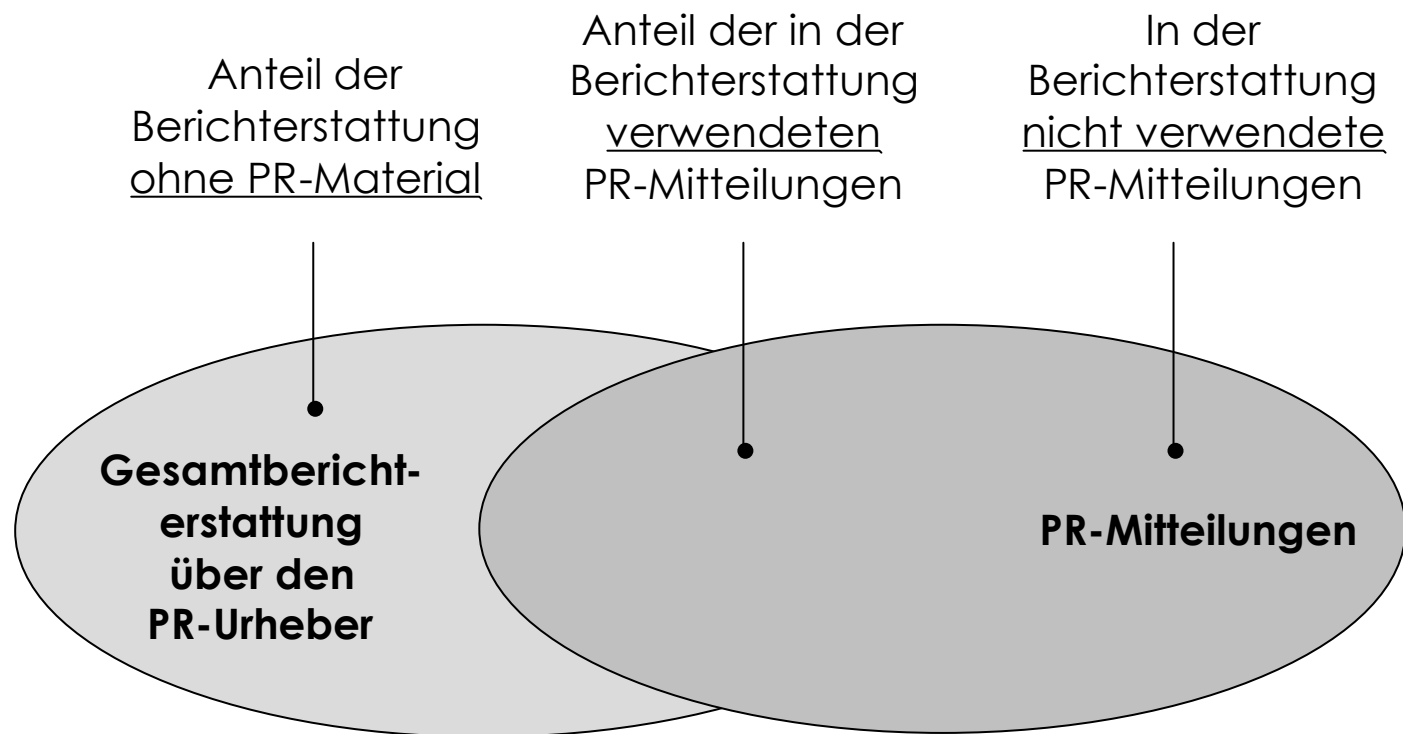 Anteil der
Berichterstattung
ohne PR-Material
Anteil der in der
Berichterstattung
verwendeten
PR-Mitteilungen
In der
Berichterstattung
nicht verwendete
PR-Mitteilungen
Gesamtbericht-
erstattung
über den
PR-Urheber
PR-Mitteilungen